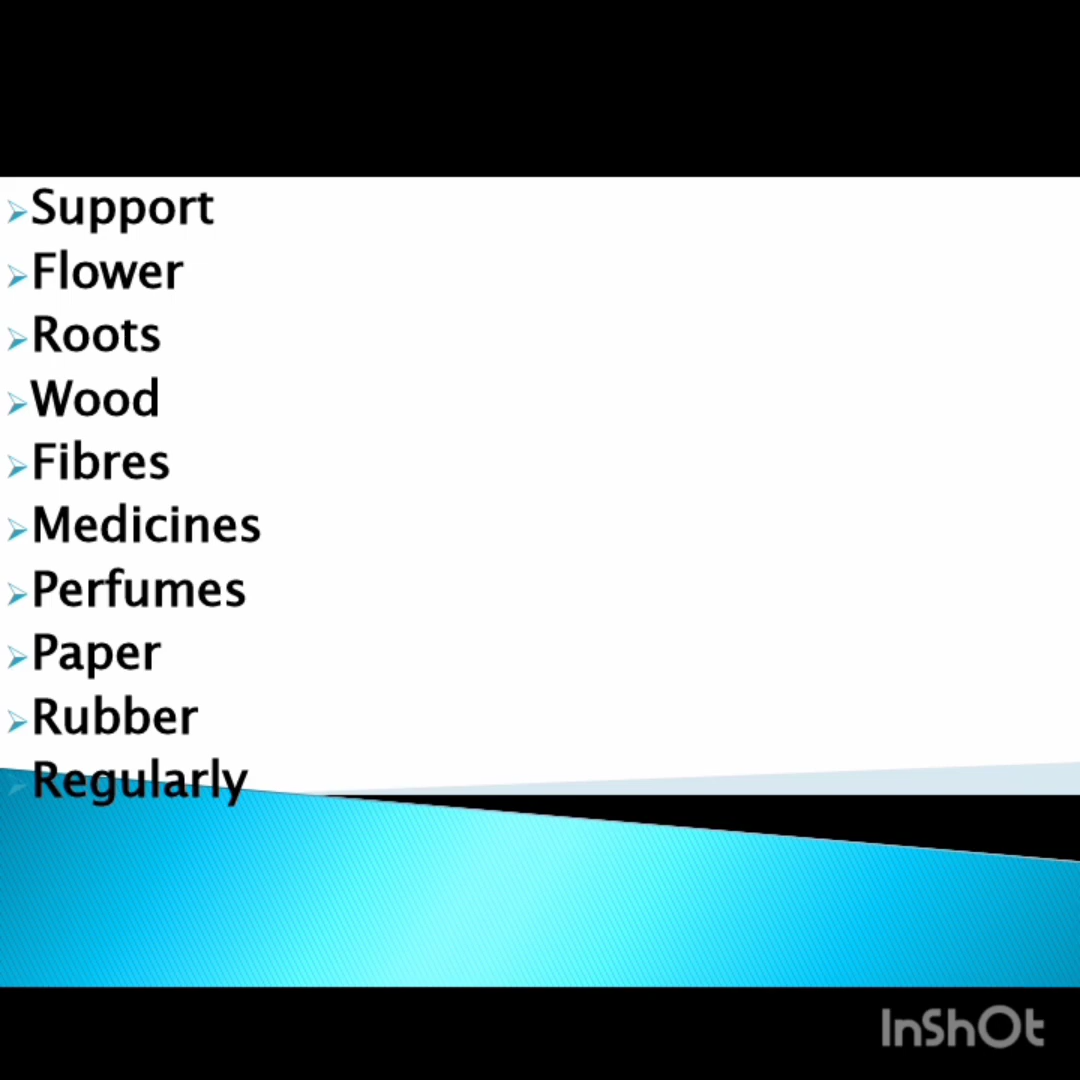 Support
Flower
Roots
Wood
Fibres
Medicines
Perfumes
Paper
Rubber
Regularly
InShOt